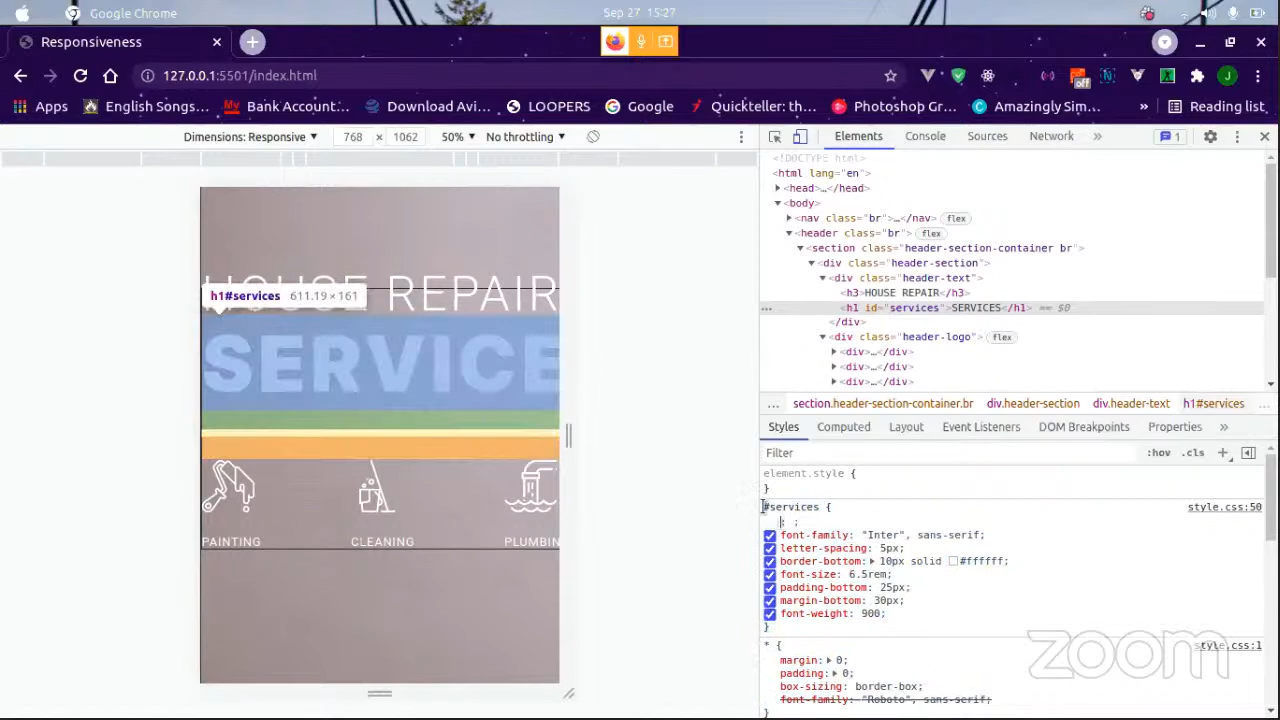 Google Chrome
Sep 27 15:27
Responsiveness
127.0.0.1:5501/index.html
off
J
Apps
English Songs...
My Bank Account:...
Download Avi...
LOOPERS
Google
Quickteller: th...
Photoshop Gr...
Amazingly Sim...
»
Reading list
Dimensions: Responsive
768 × 1062
50%
No throttling
Elements
Console
Sources
Network
»
1
<!DOCTYPE html>
<html lang="en">
<head>…</head>
<body>
<nav class="br">…</nav> flex
<header class="br"> flex
<section class="header-section-container br">
<div class="header-section">
<div class="header-text">
<h3>HOUSE REPAIR</h3>
<h1 id="services">SERVICES</h1> == $0
</div>
<div class="header-logo"> flex
<div>…</div>
<div>…</div>
<div>…</div>
... section.header-section-container.br div.header-section div.header-text h1#services ...
HOUSE REPAIR
h1#services 611.19 × 161
SERVICE
PAINTING
CLEANING
PLUMBIN
Styles
Computed
Layout
Event Listeners
DOM Breakpoints
Properties
»
Filter
:hov .cls +
element.style {
}
#services {
style.css:50
: ;
font-family: "Inter", sans-serif;
letter-spacing: 5px;
border-bottom: 10px solid #ffffff;
font-size: 6.5rem;
padding-bottom: 25px;
margin-bottom: 30px;
font-weight: 900;
}
* {
style.css:1
margin: 0;
padding: 0;
box-sizing: border-box;
font-family: "Roboto", sans-serif;
}
zoom